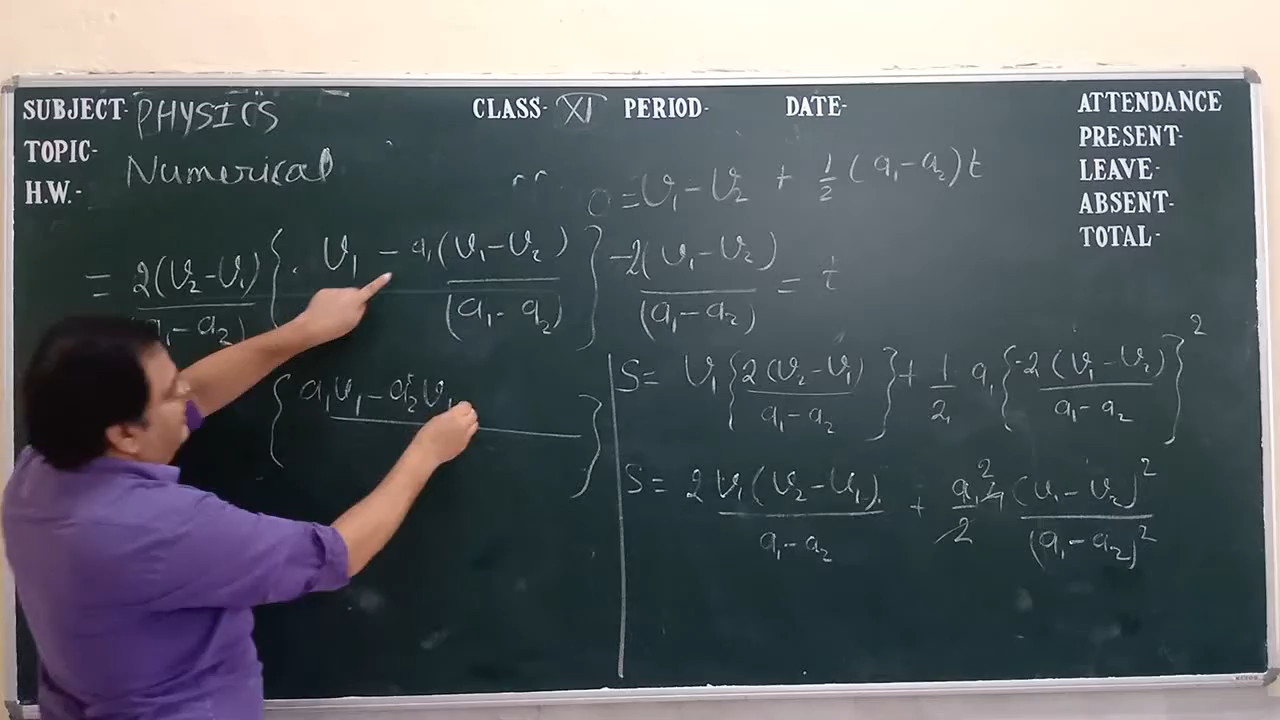 SUBJECT- PHYSICS CLASS- XI PERIOD- DATE- ATTENDANCE
TOPIC- Numerical PRESENT-
H.W.- LEAVE-
ABSENT-
TOTAL-
0 = v₁ - v₂ + 1/2 (a₁ - a₂) t
-2(v₁ - v₂) / (a₁ - a₂) = t
= 2(v₂ - v₁) / (a₁ - a₂) { v₁ - a₁(v₁ - v₂) / (a₁ - a₂) }
{ a₁v₁ - a₂v₁ }
S = v₁ { 2(v₂ - v₁) / a₁ - a₂ } + 1/2 a₁ { -2(v₁ - v₂) / a₁ - a₂ }²
S = 2v₁(v₂ - v₁) / a₁ - a₂ + a₁ 4 2 / 2 (v₁ - v₂)² / (a₁ - a₂)²